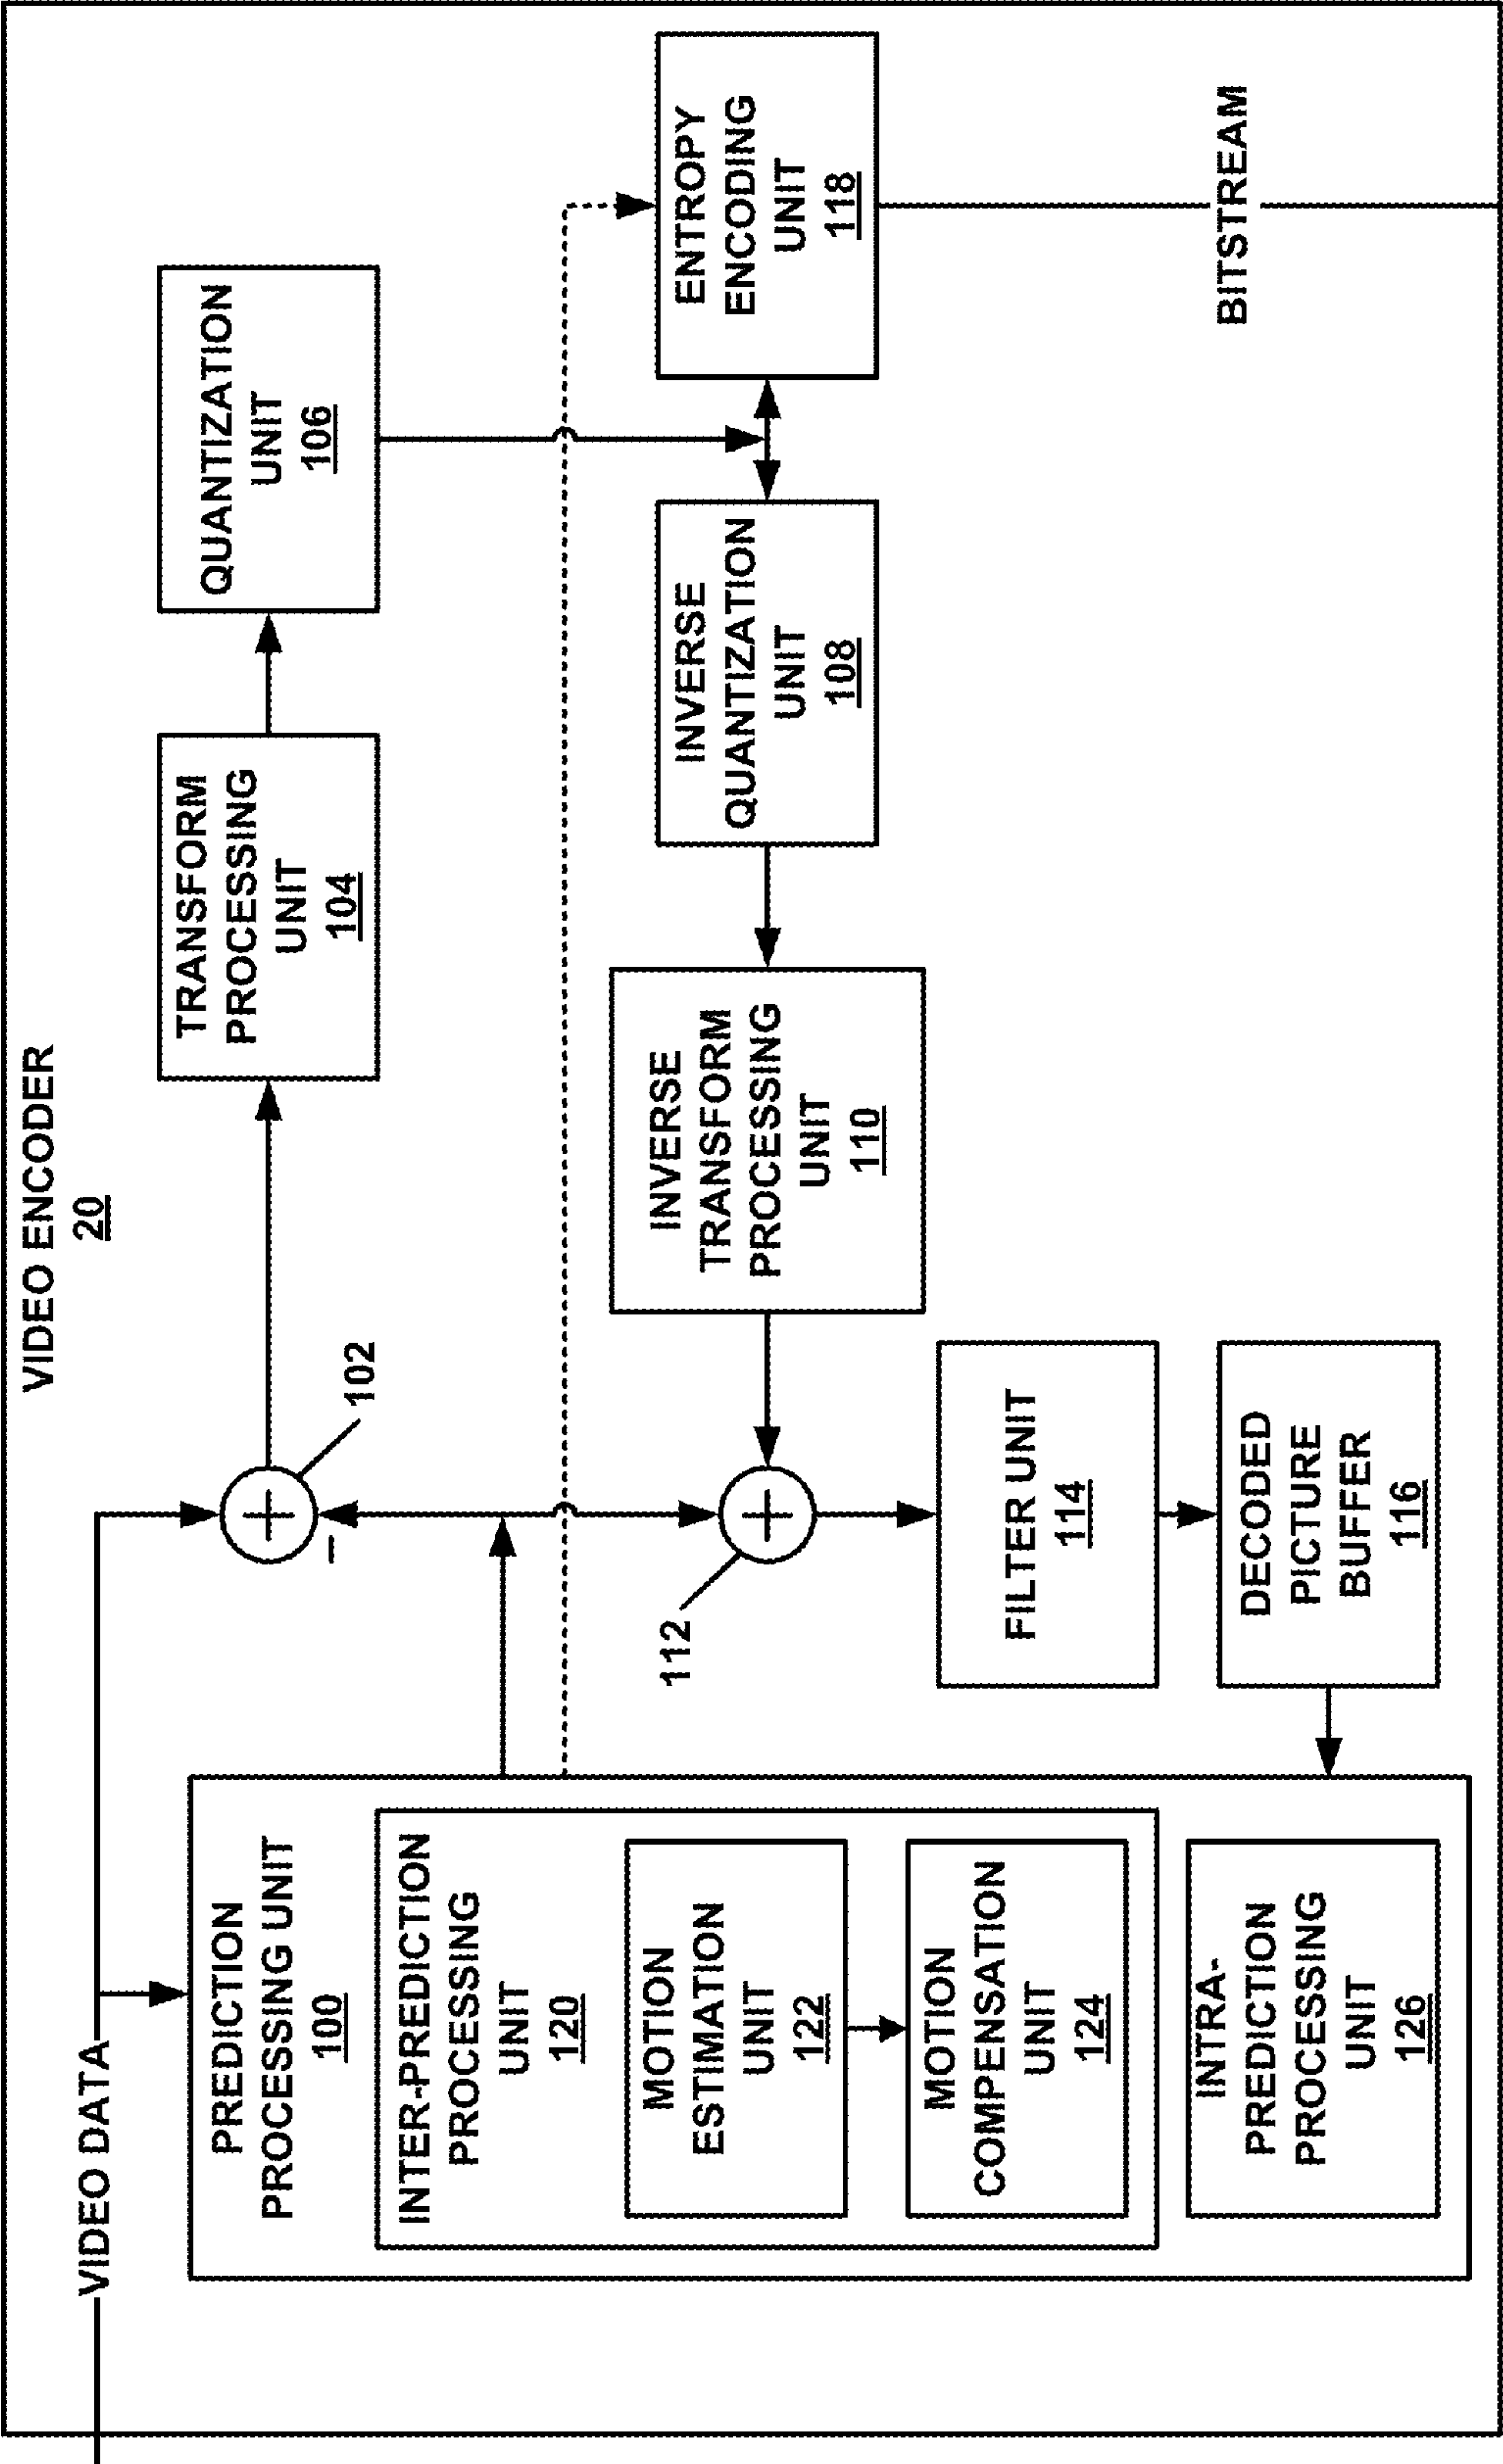 VIDEO ENCODER
20
VIDEO DATA
PREDICTION
PROCESSING UNIT
100
INTER-PREDICTION
PROCESSING
UNIT
120
MOTION
ESTIMATION
UNIT
122
MOTION
COMPENSATION
UNIT
124
INTRA-
PREDICTION
PROCESSING
UNIT
126
102
–
TRANSFORM
PROCESSING
UNIT
104
QUANTIZATION
UNIT
106
112
INVERSE
TRANSFORM
PROCESSING
UNIT
110
INVERSE
QUANTIZATION
UNIT
108
ENTROPY
ENCODING
UNIT
118
FILTER UNIT
114
DECODED
PICTURE
BUFFER
116
BITSTREAM